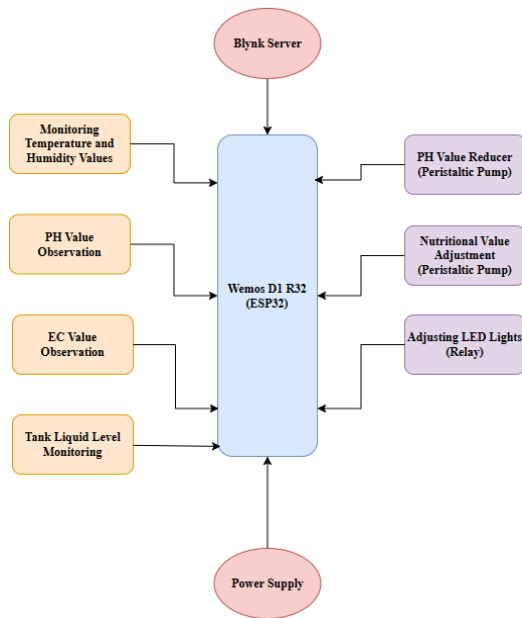 Blynk Server
Monitoring
Temperature and
Humidity Values
PH Value
Observation
EC Value
Observation
Tank Liquid Level
Monitoring
Wemos D1 R32
(ESP32)
PH Value Reducer
(Peristaltic Pump)
Nutritional Value
Adjustment
(Peristaltic Pump)
Adjusting LED Lights
(Relay)
Power Supply